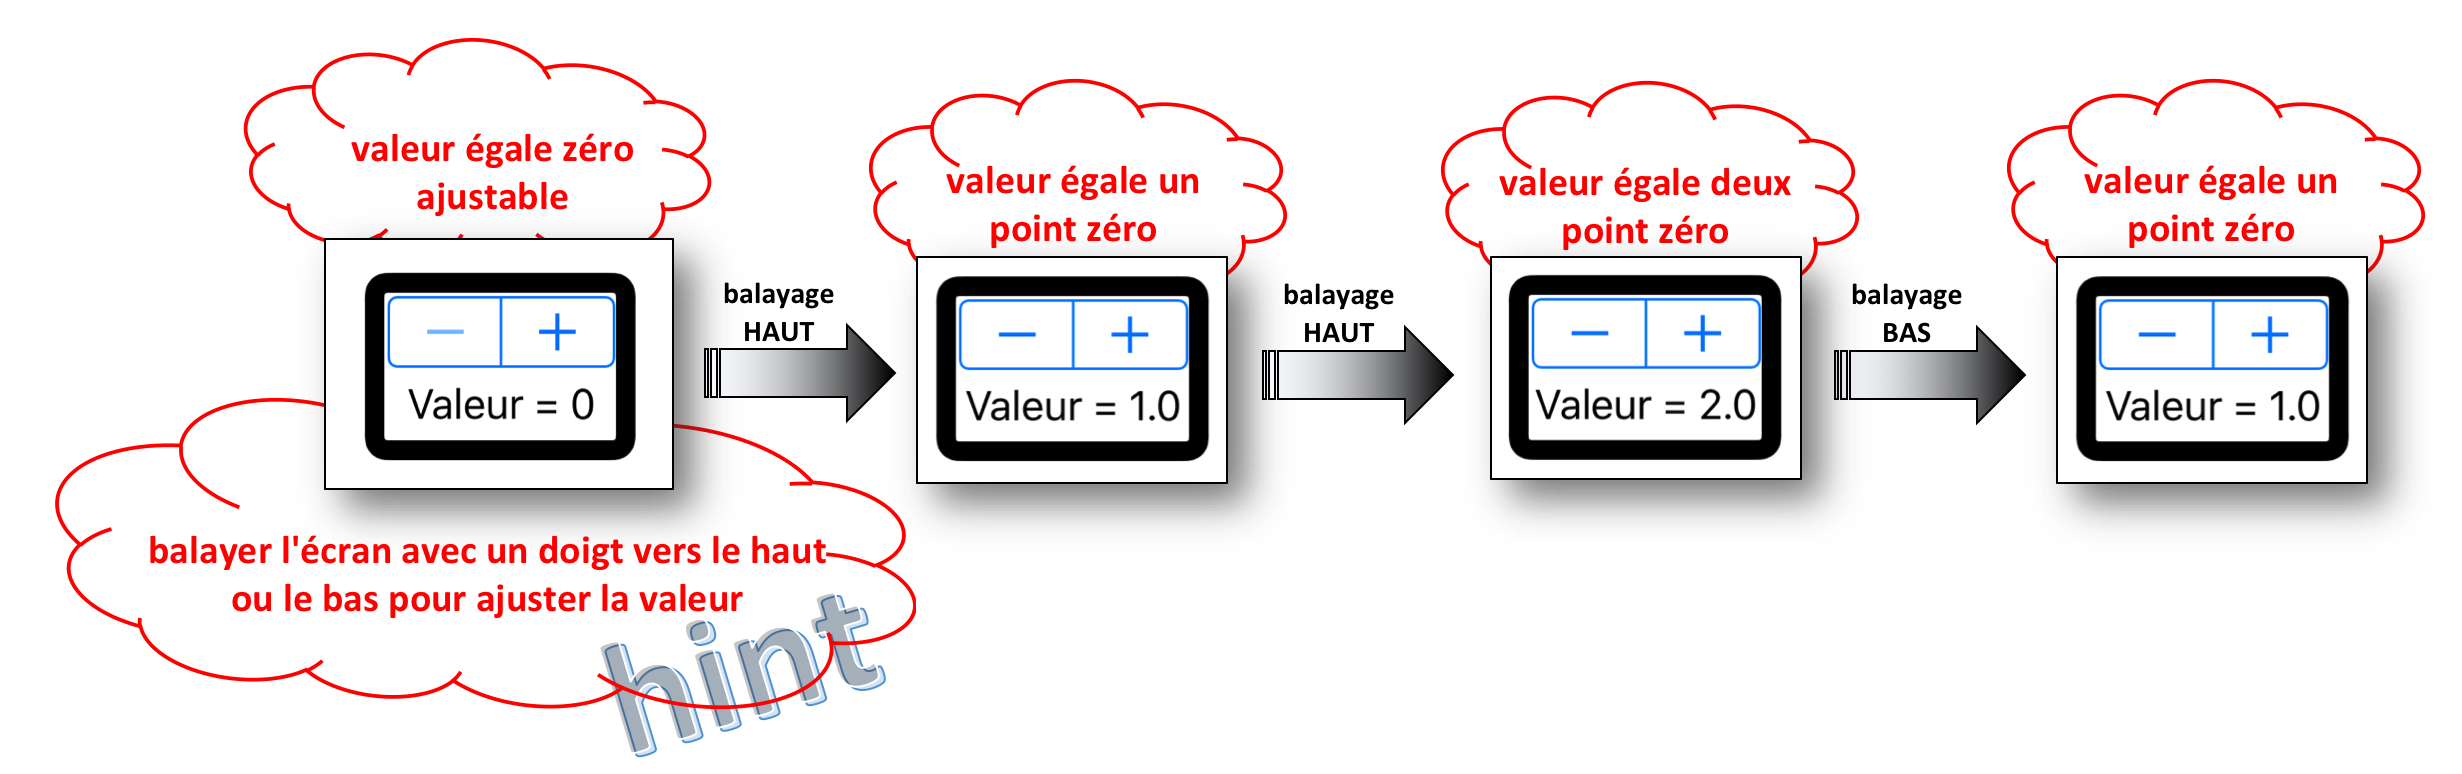 valeur égale zéro
ajustable
− +
Valeur = 0
balayer l'écran avec un doigt vers le haut
ou le bas pour ajuster la valeur
hint
balayage
HAUT
valeur égale un
point zéro
− +
Valeur = 1.0
balayage
HAUT
valeur égale deux
point zéro
− +
Valeur = 2.0
balayage
BAS
valeur égale un
point zéro
− +
Valeur = 1.0